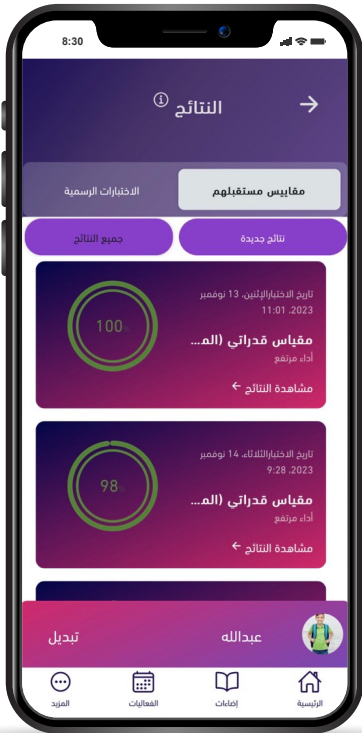 8:30
النتائج
مقاييس مستقبلهم
الاختبارات الرسمية
نتائج جديدة
جميع النتائج
تاريخ الاختبارالإثنين، 13 نوفمبر
2023، 11:01
مقياس قدراتي (المـ...
أداء مرتفع
مشاهدة النتائج ←
100%
تاريخ الاختبارالثلاثاء، 14 نوفمبر
2023، 9:28
مقياس قدراتي (المـ...
أداء مرتفع
مشاهدة النتائج ←
98%
عبدالله
تبديل
الرئيسية
إضاءات
الفعاليات
المزيد